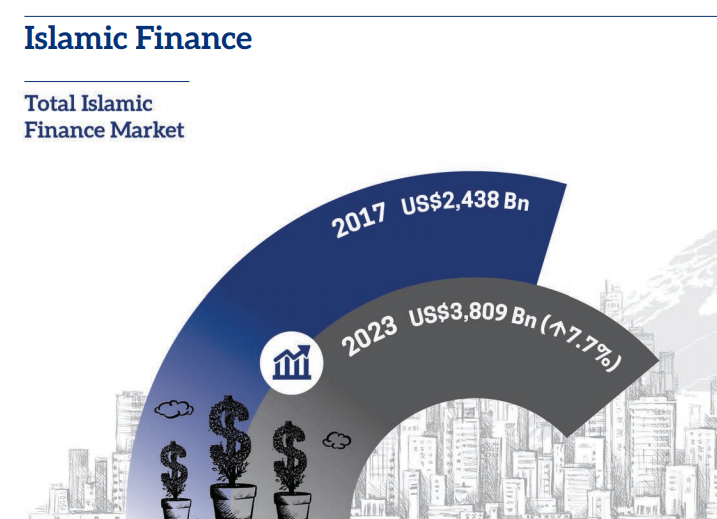 Islamic Finance
Total Islamic
Finance Market
2017 US$2,438 Bn
2023 US$3,809 Bn (↑7.7%)